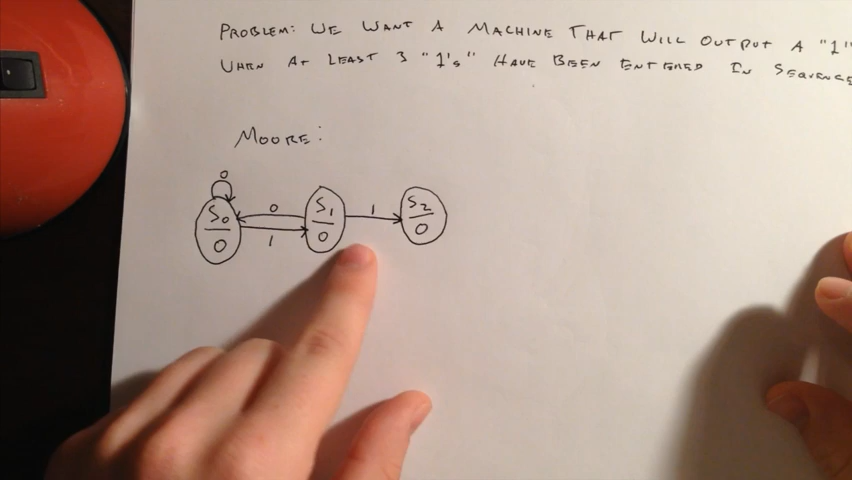 PROBLEM: WE WANT A MACHINE THAT WILL OUTPUT A "1"
WHEN AT LEAST 3 "1's" HAVE BEEN ENTERED IN SEQUENCE
MOORE:
0
S0 0 S1 1 S2
0 1 0 0